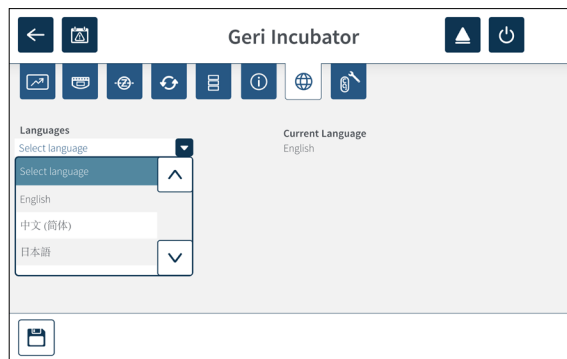 Geri Incubator
Languages
Select language
Select language
English
中文 (简体)
日本語
Current Language
English